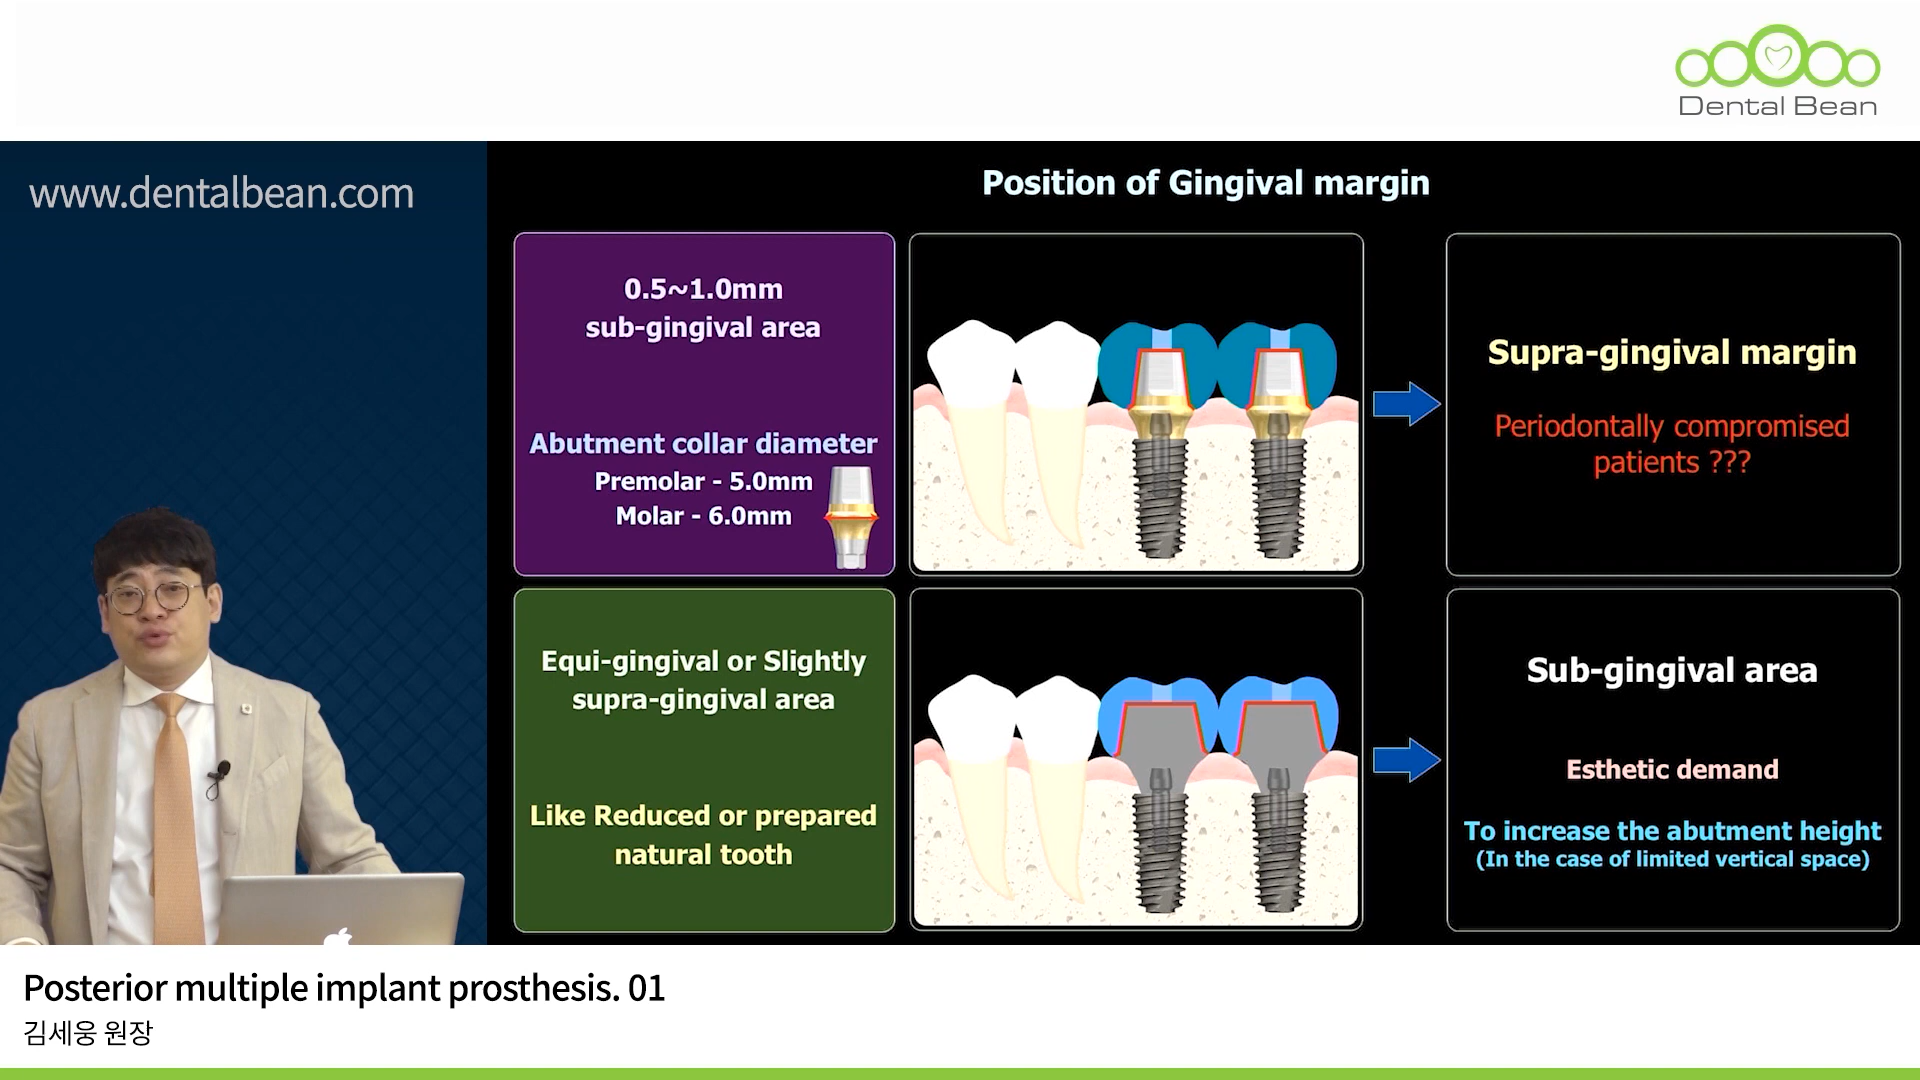 Dental Bean
www.dentalbean.com
Position of Gingival margin
0.5~1.0mm
sub-gingival area
Abutment collar diameter
Premolar - 5.0mm
Molar - 6.0mm
Supra-gingival margin
Periodontally compromised
patients ???
Equi-gingival or Slightly
supra-gingival area
Like Reduced or prepared
natural tooth
Sub-gingival area
Esthetic demand
To increase the abutment height
(In the case of limited vertical space)
Posterior multiple implant prosthesis. 01
김세웅 원장